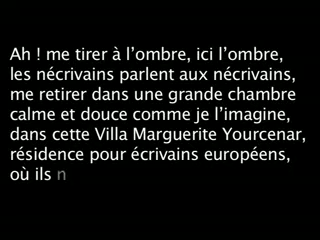 Ah ! me tirer à l’ombre, ici l’ombre,
les nécrivains parlent aux nécrivains,
me retirer dans une grande chambre
calme et douce comme je l’imagine,
dans cette Villa Marguerite Yourcenar,
résidence pour écrivains européens,
où ils n